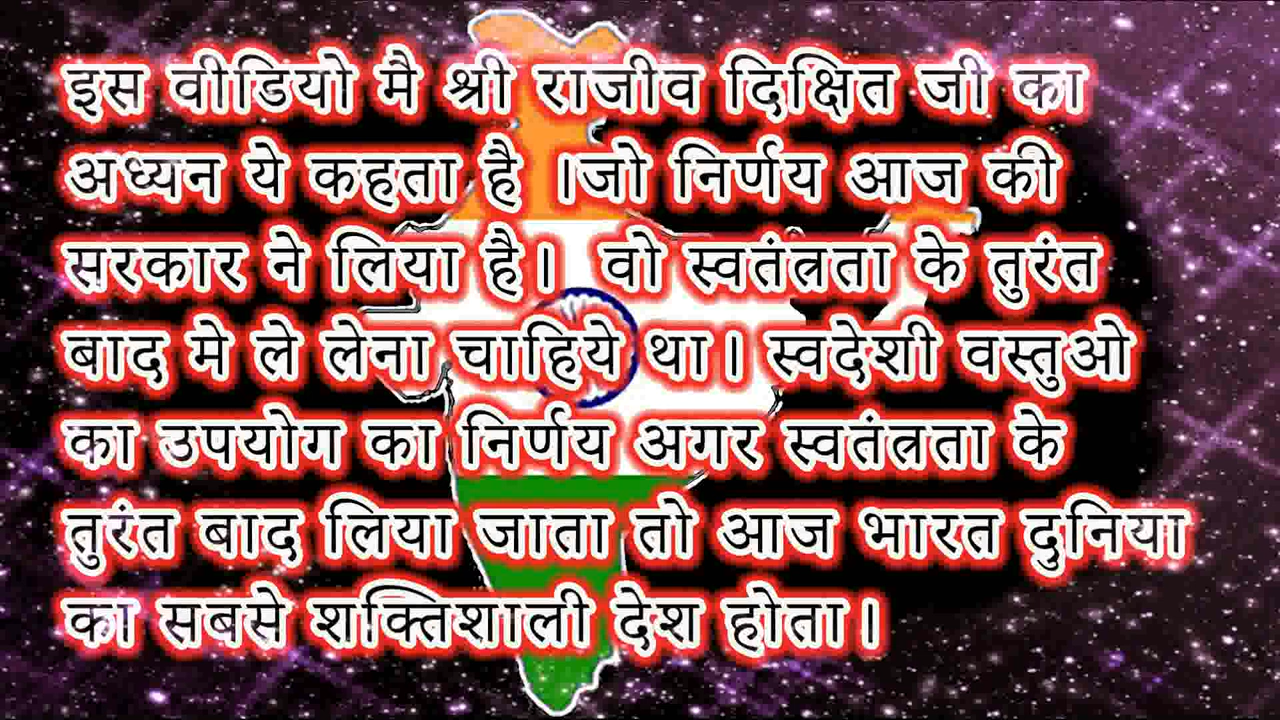 इस वीडियो मै श्री राजीव दिक्षित जी का
अध्यन ये कहता है ।जो निर्णय आज की
सरकार ने लिया है। वो स्वतंत्रता के तुरंत
बाद मे ले लेना चाहिये था। स्वदेशी वस्तुओ
का उपयोग का निर्णय अगर स्वतंत्रता के
तुरंत बाद लिया जाता तो आज भारत दुनिया
का सबसे शक्तिशाली देश होता।